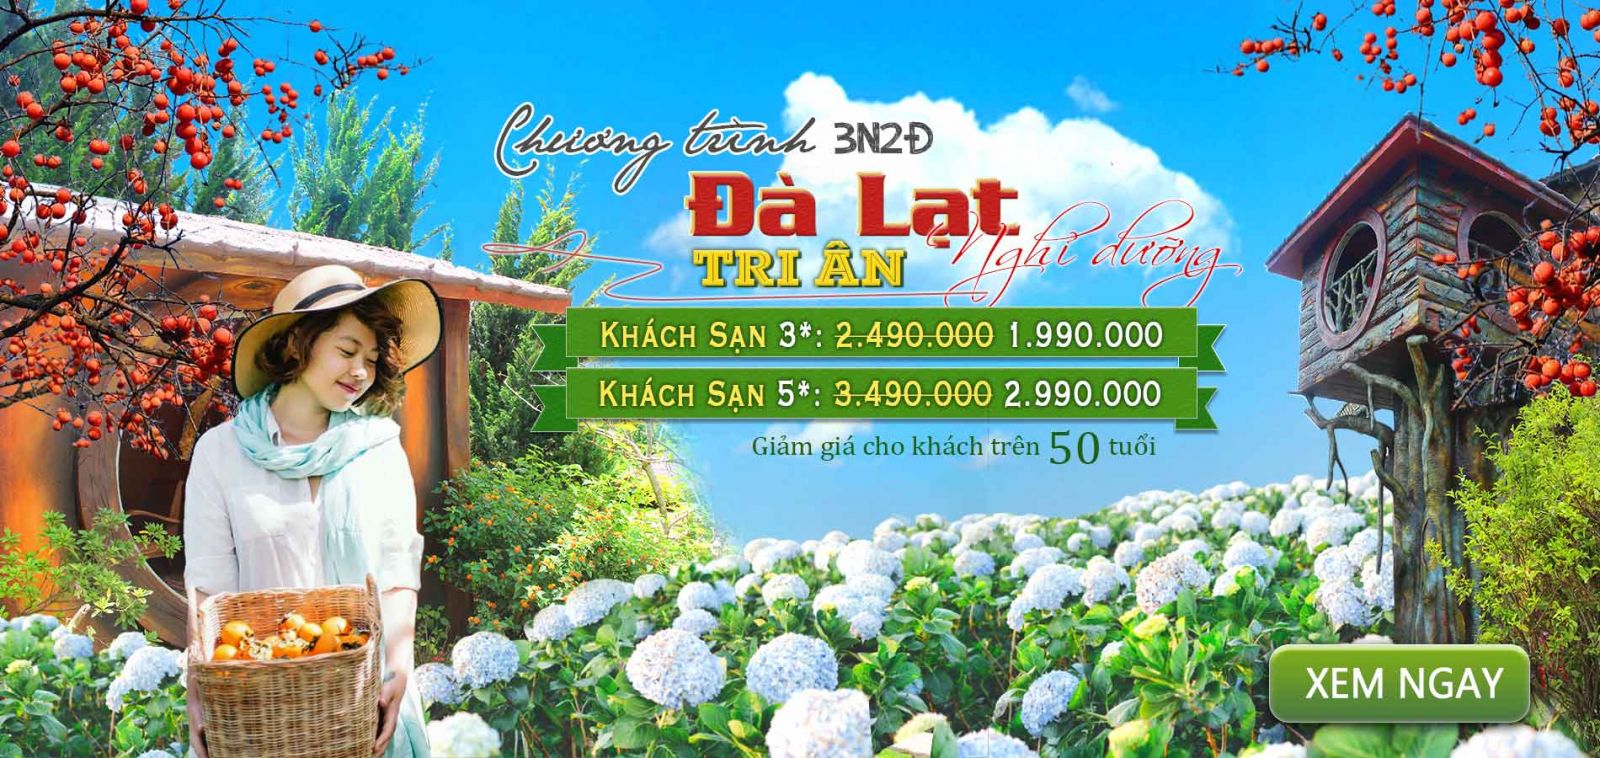 Chương trình 3N2Đ
Đà Lạt
TRI ÂN Nghỉ dưỡng
KHÁCH SẠN 3*: 2.490.000 1.990.000
KHÁCH SẠN 5*: 3.490.000 2.990.000
Giảm giá cho khách trên 50 tuổi
XEM NGAY